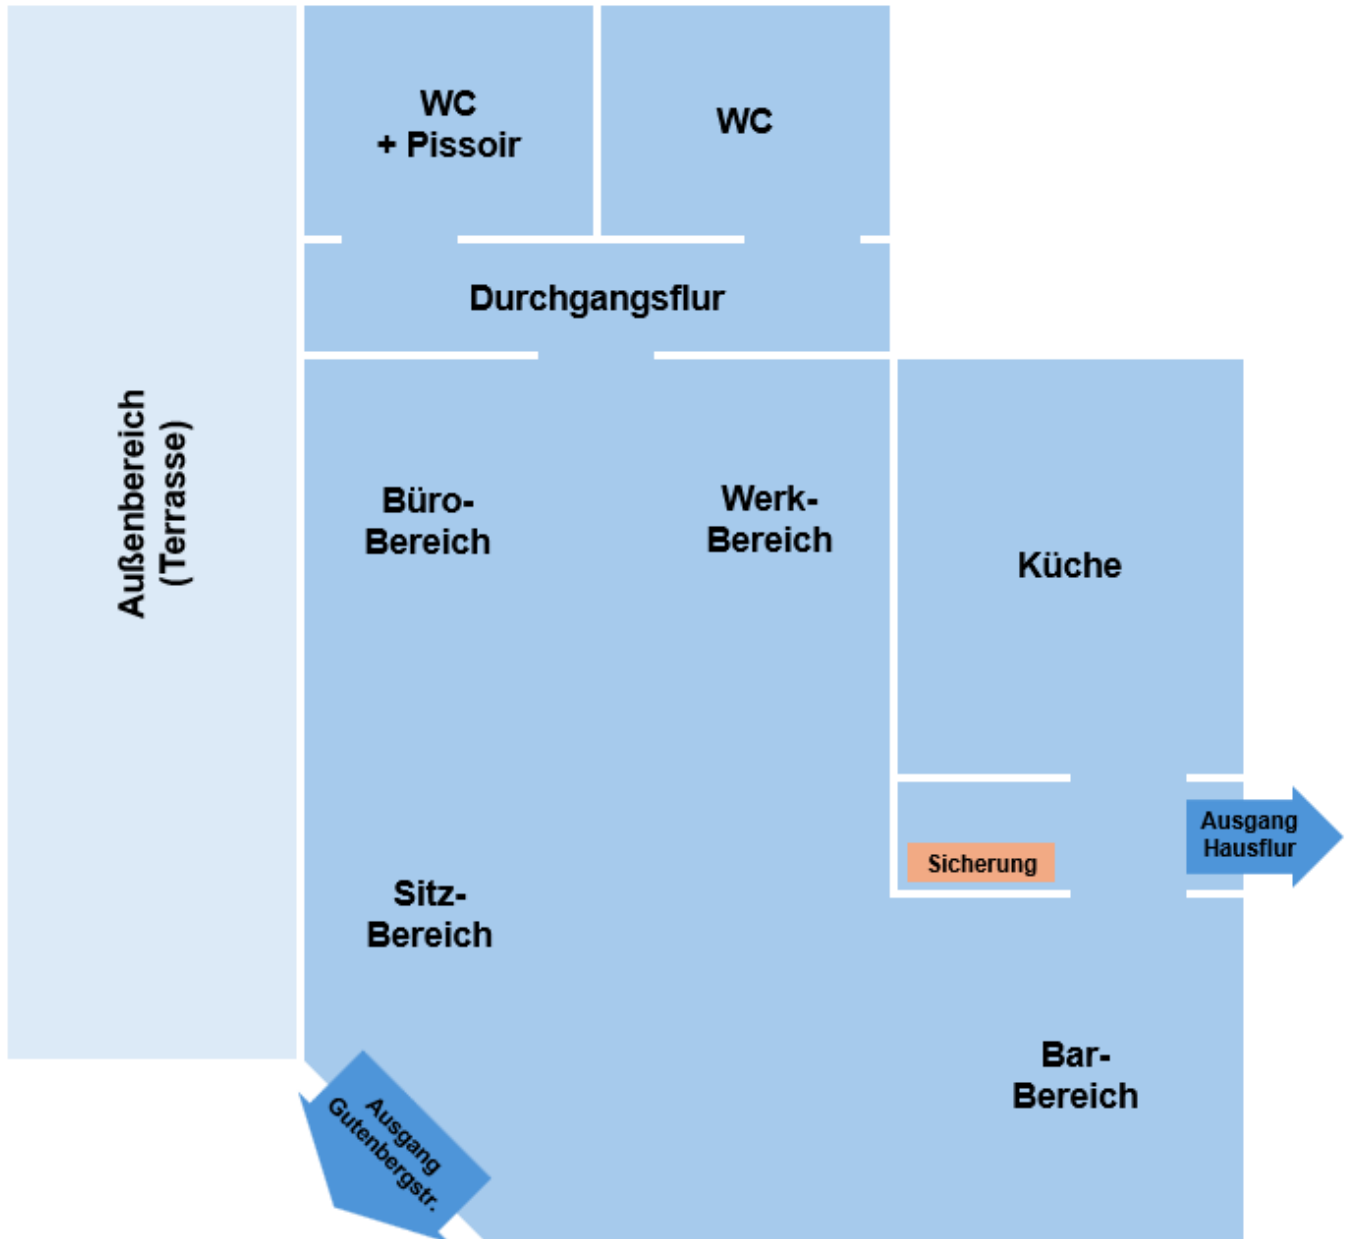 WC
+ Pissoir
WC
Durchgangsflur
Außenbereich
(Terrasse)
Büro-
Bereich
Werk-
Bereich
Küche
Ausgang
Hausflur
Sicherung
Sitz-
Bereich
Bar-
Bereich
Ausgang
Gutenbergstr.